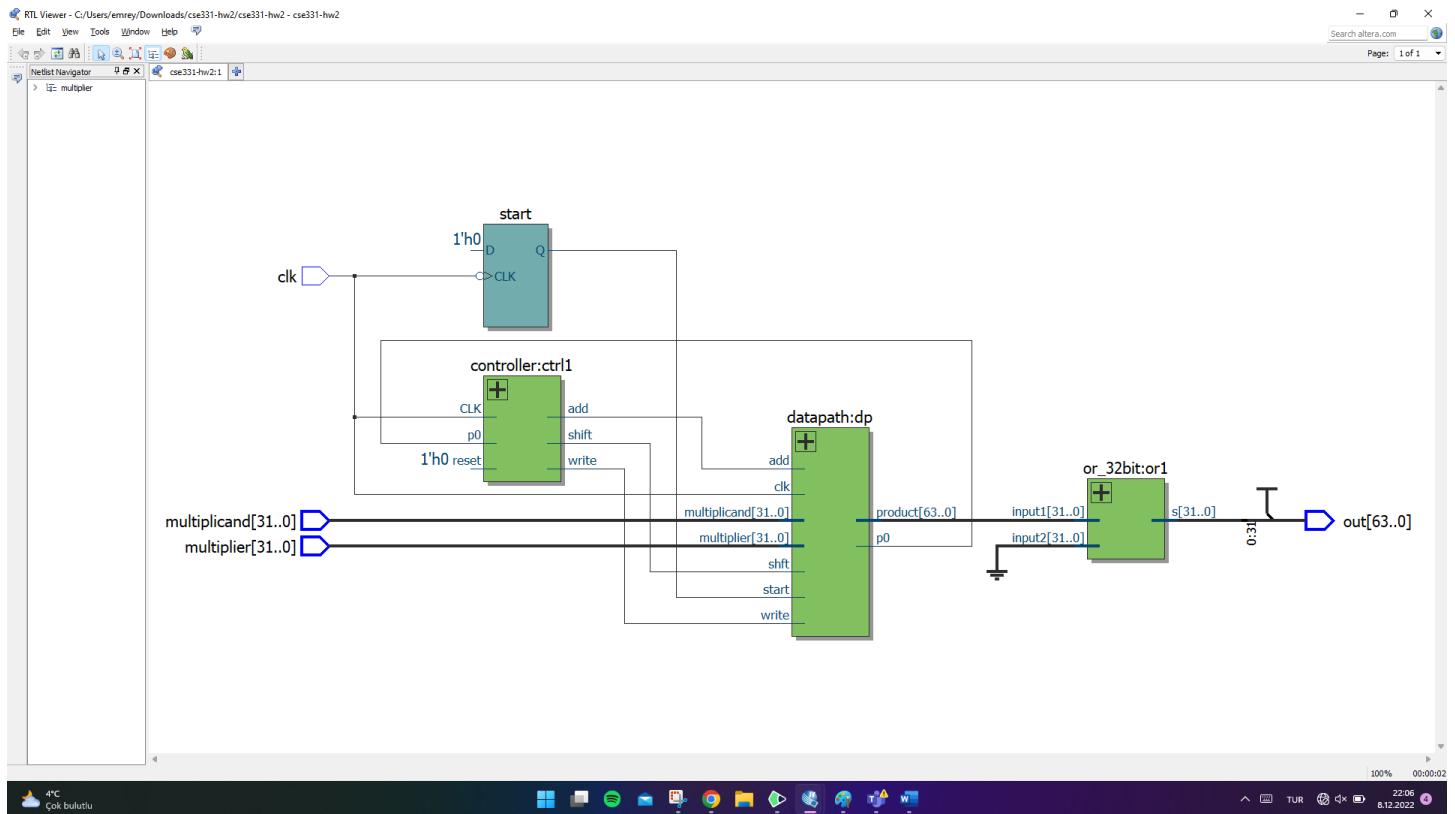 RTL Viewer - C:/Users/emrey/Downloads/cse331-hw2/cse331-hw2 - cse331-hw2
File Edit View Tools Window Help
Search altera.com
Page: 1 of 1
Netlist Navigator
cse331-hw2:1
multiplier
start
1'h0
D Q
clk
CLK
controller:ctrl1
CLK add
p0 shift
1'h0 reset write
datapath:dp
add
clk
multiplicand[31..0] multiplicand[31..0] product[63..0]
multiplier[31..0] multiplier[31..0] p0
shft
start
write
or_32bit:or1
input1[31..0] s[31..0]
input2[31..0]
0:31
out[63..0]
100% 00:00:02
4°C
Çok bulutlu
TUR
22:06
8.12.2022
4